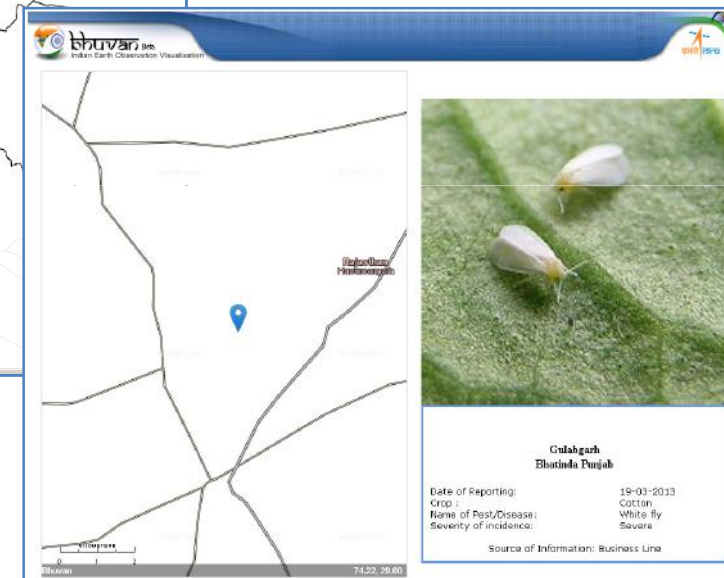 bhuvan Beta
Indian Earth Observation Visualisation
Rajasthan
KILOMETERS
0 1 2
Bhuvan 74.22, 29.60
Gulabgarh
Bhatinda Punjab
Date of Reporting: 19-03-2013
Crop : Cotton
Name of Pest/Disease: White fly
Severity of incidence: Severe
Source of Information: Business Line